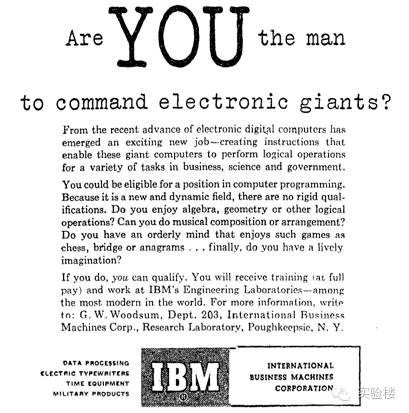 Are YOU the man
to command electronic giants?
From the recent advance of electronic digital computers has
emerged an exciting new job—creating instructions that
enable these giant computers to perform logical operations
for a variety of tasks in business, science and government.
You could be eligible for a position in computer programming.
Because it is a new and dynamic field, there are no rigid qual-
ifications. Do you enjoy algebra, geometry or other logical
operations? Can you do musical composition or arrangement?
Do you have an orderly mind that enjoys such games as
chess, bridge or anagrams . . . finally, do you have a lively
imagination?
If you do, you can qualify. You will receive training (at full
pay) and work at IBM's Engineering Laboratories—among
the most modern in the world. For more information, write
to: G. W. Woodsum, Dept. 203, International Business
Machines Corp., Research Laboratory, Poughkeepsie, N. Y.
DATA PROCESSING
ELECTRIC TYPEWRITERS
TIME EQUIPMENT
MILITARY PRODUCTS
IBM
®
INTERNATIONAL
BUSINESS MACHINES
CORPORATION
实验楼